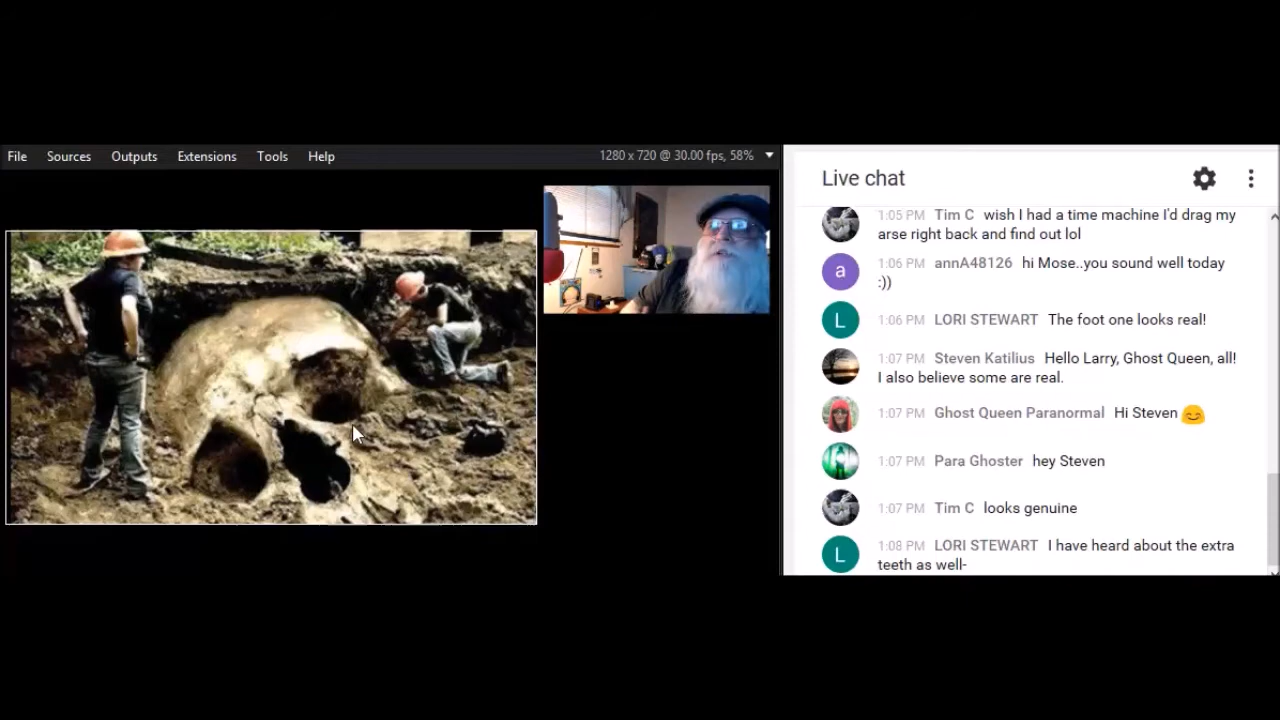 File Sources Outputs Extensions Tools Help
1280 x 720 @ 30.00 fps, 58%
Live chat
1:05 PM Tim C wish I had a time machine I'd drag my
arse right back and find out lol
a
1:06 PM annA48126 hi Mose..you sound well today
:))
L
1:06 PM LORI STEWART The foot one looks real!
1:07 PM Steven Katilius Hello Larry, Ghost Queen, all!
I also believe some are real.
1:07 PM Ghost Queen Paranormal Hi Steven 😊
1:07 PM Para Ghoster hey Steven
1:07 PM Tim C looks genuine
L
1:08 PM LORI STEWART I have heard about the extra
teeth as well-